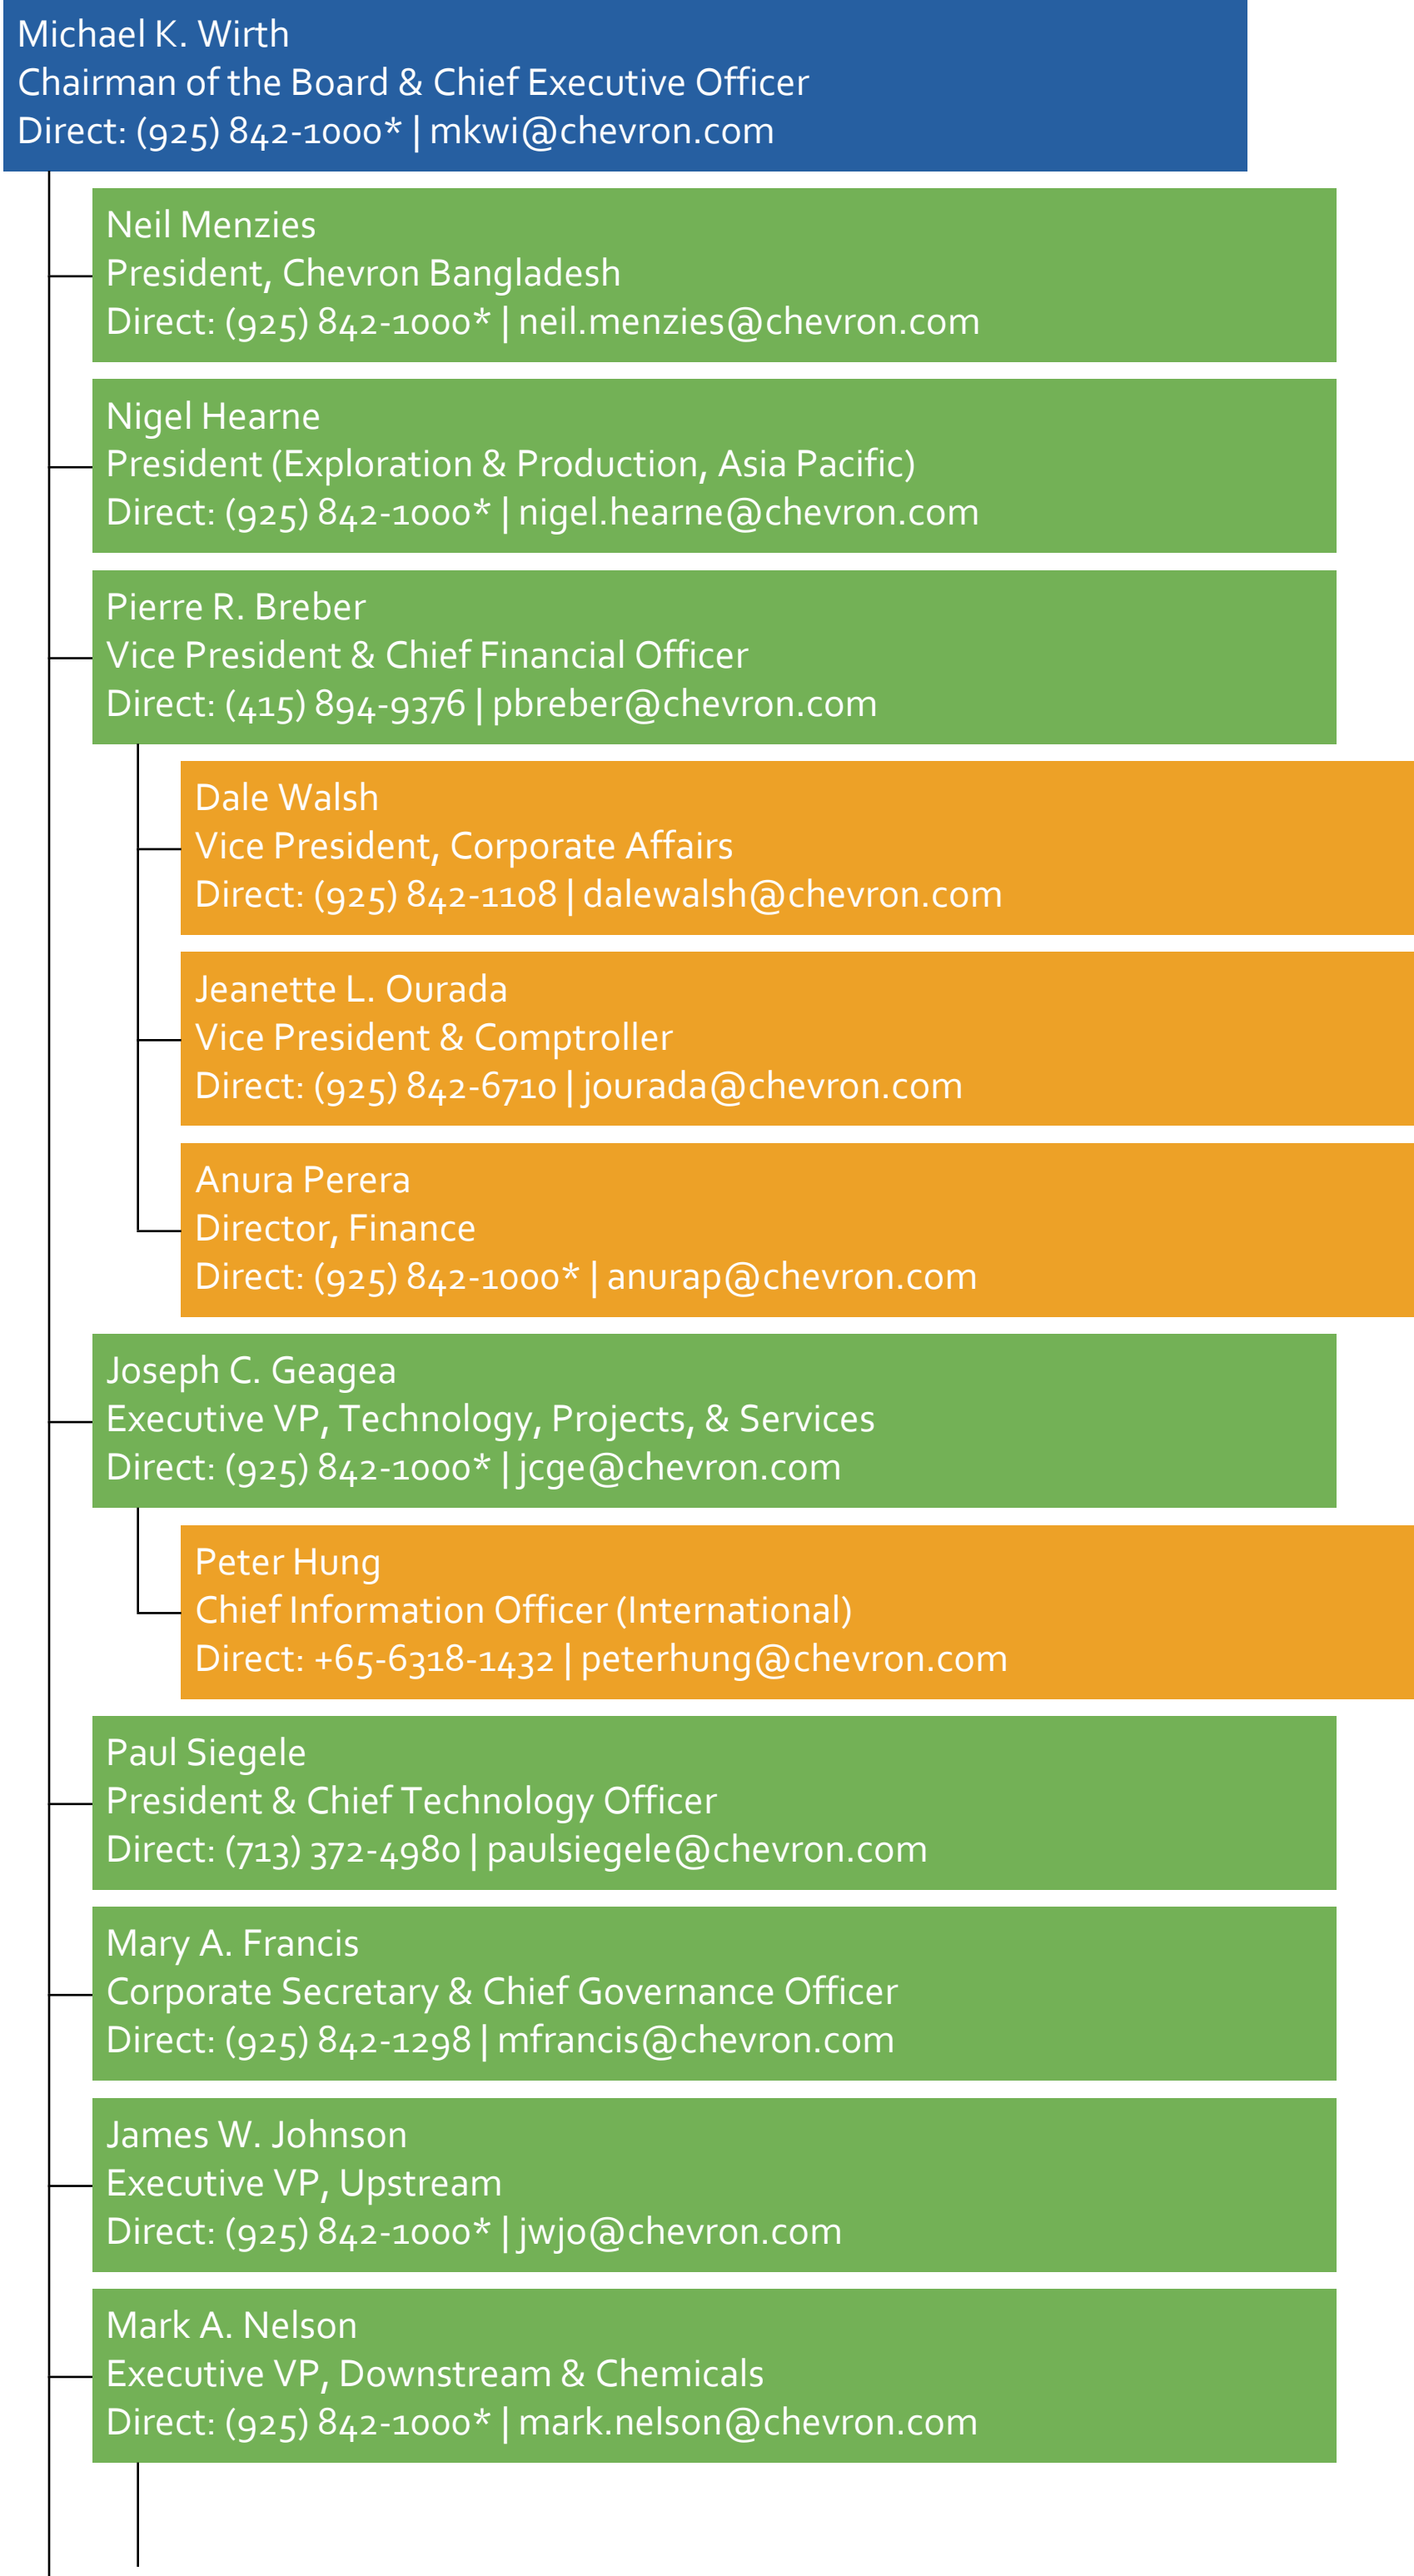 Michael K. Wirth
Chairman of the Board & Chief Executive Officer
Direct: (925) 842-1000* | mkwi@chevron.com
Neil Menzies
President, Chevron Bangladesh
Direct: (925) 842-1000* | neil.menzies@chevron.com
Nigel Hearne
President (Exploration & Production, Asia Pacific)
Direct: (925) 842-1000* | nigel.hearne@chevron.com
Pierre R. Breber
Vice President & Chief Financial Officer
Direct: (415) 894-9376 | pbreber@chevron.com
Dale Walsh
Vice President, Corporate Affairs
Direct: (925) 842-1108 | dalewalsh@chevron.com
Jeanette L. Ourada
Vice President & Comptroller
Direct: (925) 842-6710 | jourada@chevron.com
Anura Perera
Director, Finance
Direct: (925) 842-1000* | anurap@chevron.com
Joseph C. Geagea
Executive VP, Technology, Projects, & Services
Direct: (925) 842-1000* | jcge@chevron.com
Peter Hung
Chief Information Officer (International)
Direct: +65-6318-1432 | peterhung@chevron.com
Paul Siegele
President & Chief Technology Officer
Direct: (713) 372-4980 | paulsiegele@chevron.com
Mary A. Francis
Corporate Secretary & Chief Governance Officer
Direct: (925) 842-1298 | mfrancis@chevron.com
James W. Johnson
Executive VP, Upstream
Direct: (925) 842-1000* | jwjo@chevron.com
Mark A. Nelson
Executive VP, Downstream & Chemicals
Direct: (925) 842-1000* | mark.nelson@chevron.com